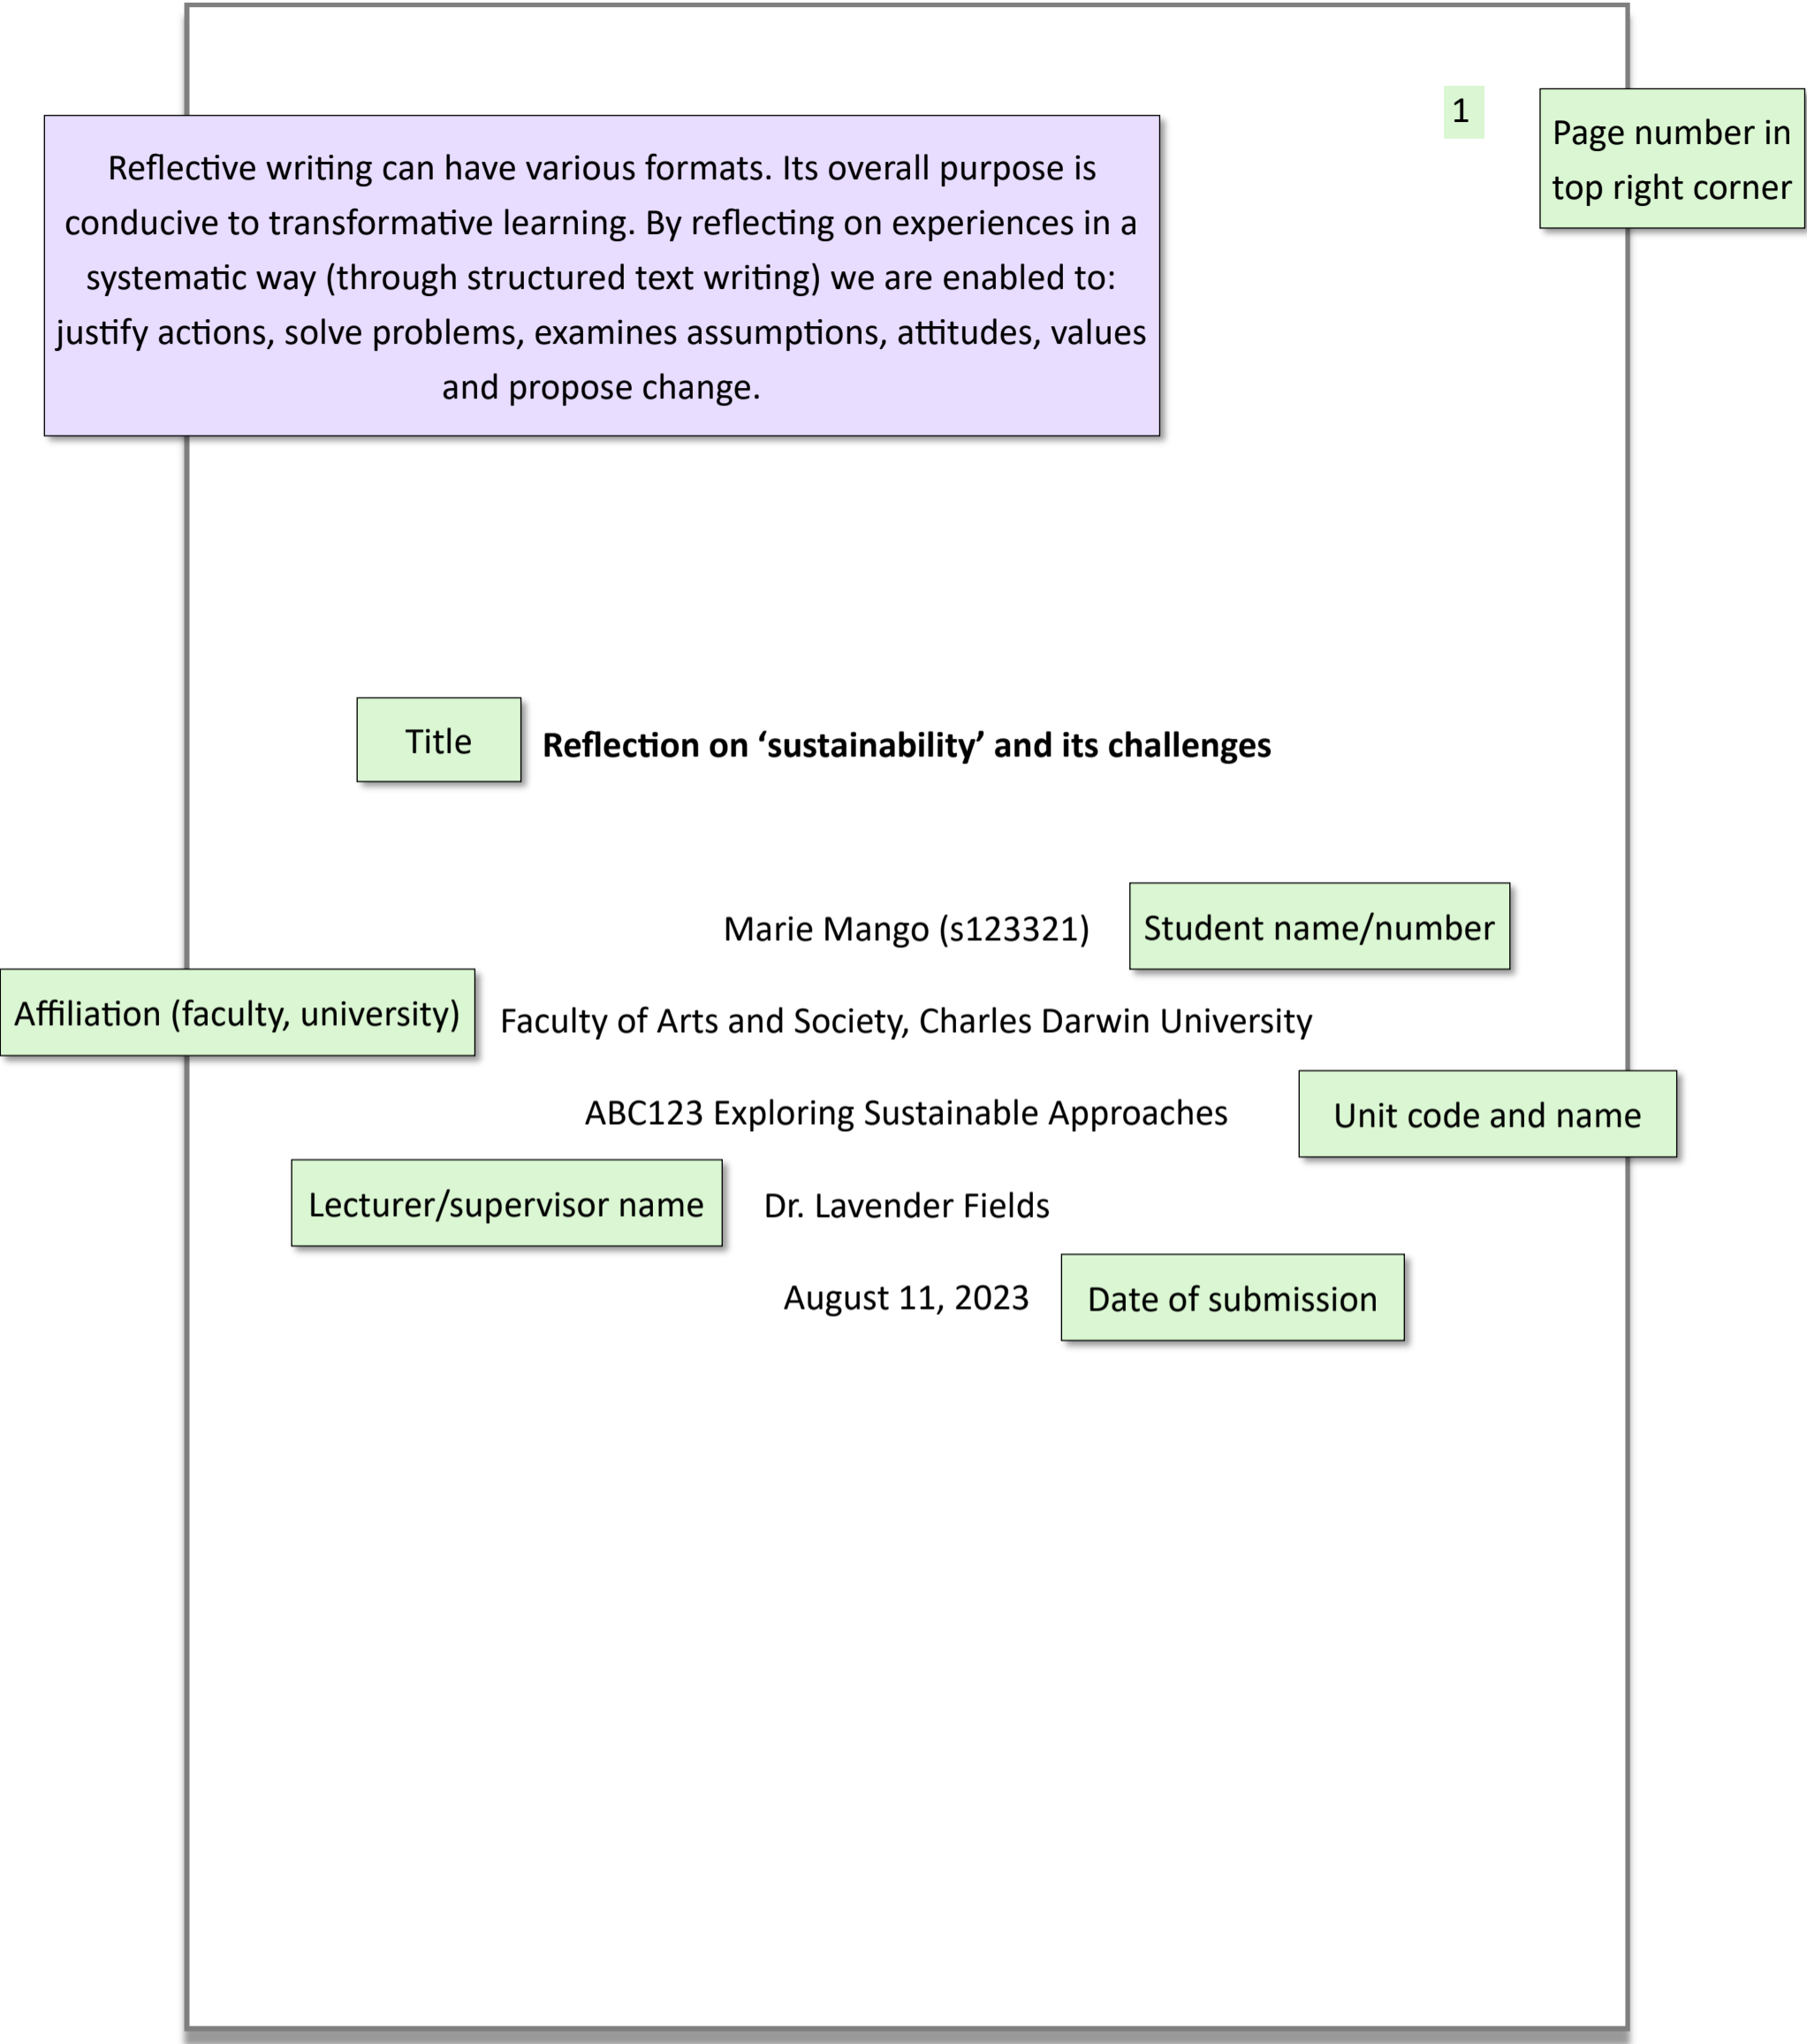 1
Page number in
top right corner
Reflective writing can have various formats. Its overall purpose is
conducive to transformative learning. By reflecting on experiences in a
systematic way (through structured text writing) we are enabled to:
justify actions, solve problems, examines assumptions, attitudes, values
and propose change.
Title
Reflection on ‘sustainability’ and its challenges
Marie Mango (s123321)
Student name/number
Affiliation (faculty, university)
Faculty of Arts and Society, Charles Darwin University
ABC123 Exploring Sustainable Approaches
Unit code and name
Lecturer/supervisor name
Dr. Lavender Fields
August 11, 2023
Date of submission